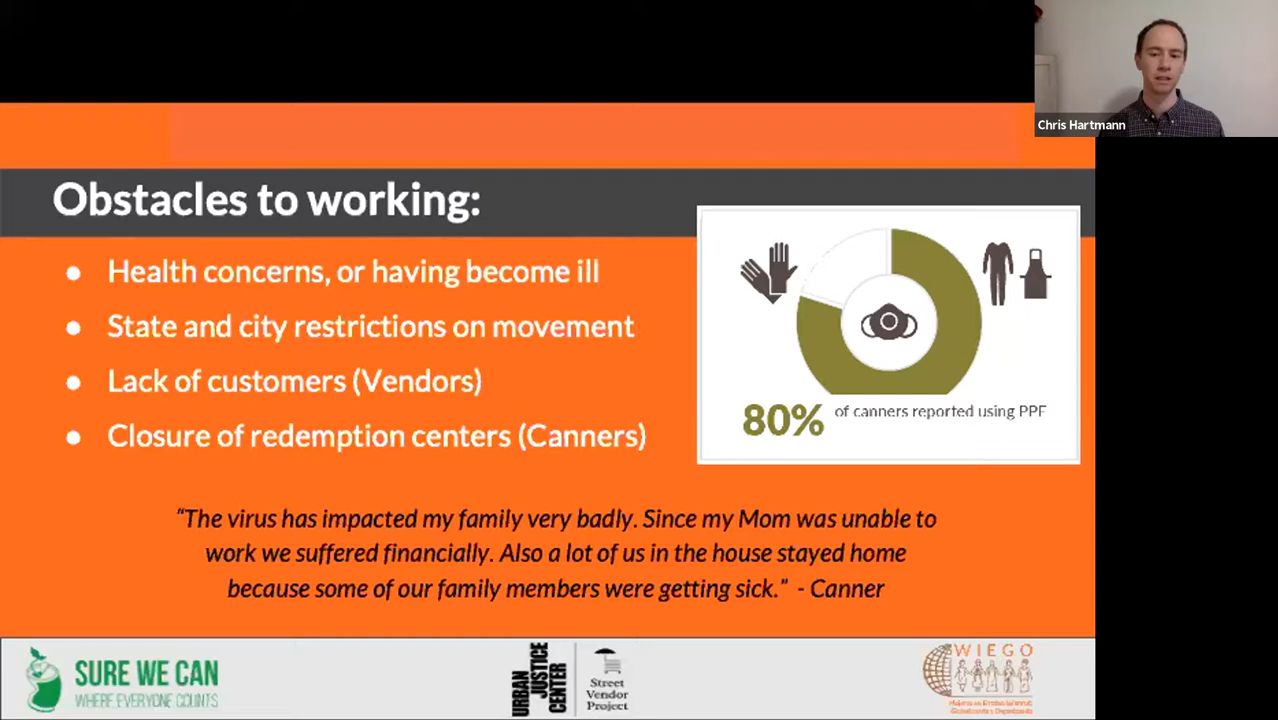 Chris Hartmann
Obstacles to working:
● Health concerns, or having become ill
● State and city restrictions on movement
● Lack of customers (Vendors)
● Closure of redemption centers (Canners)
80% of canners reported using PPE
“The virus has impacted my family very badly. Since my Mom was unable to
work we suffered financially. Also a lot of us in the house stayed home
because some of our family members were getting sick.” - Canner
SURE WE CAN
WHERE EVERYONE COUNTS
URBAN
JUSTICE
CENTER
Street
Vendor
Project
WIEGO